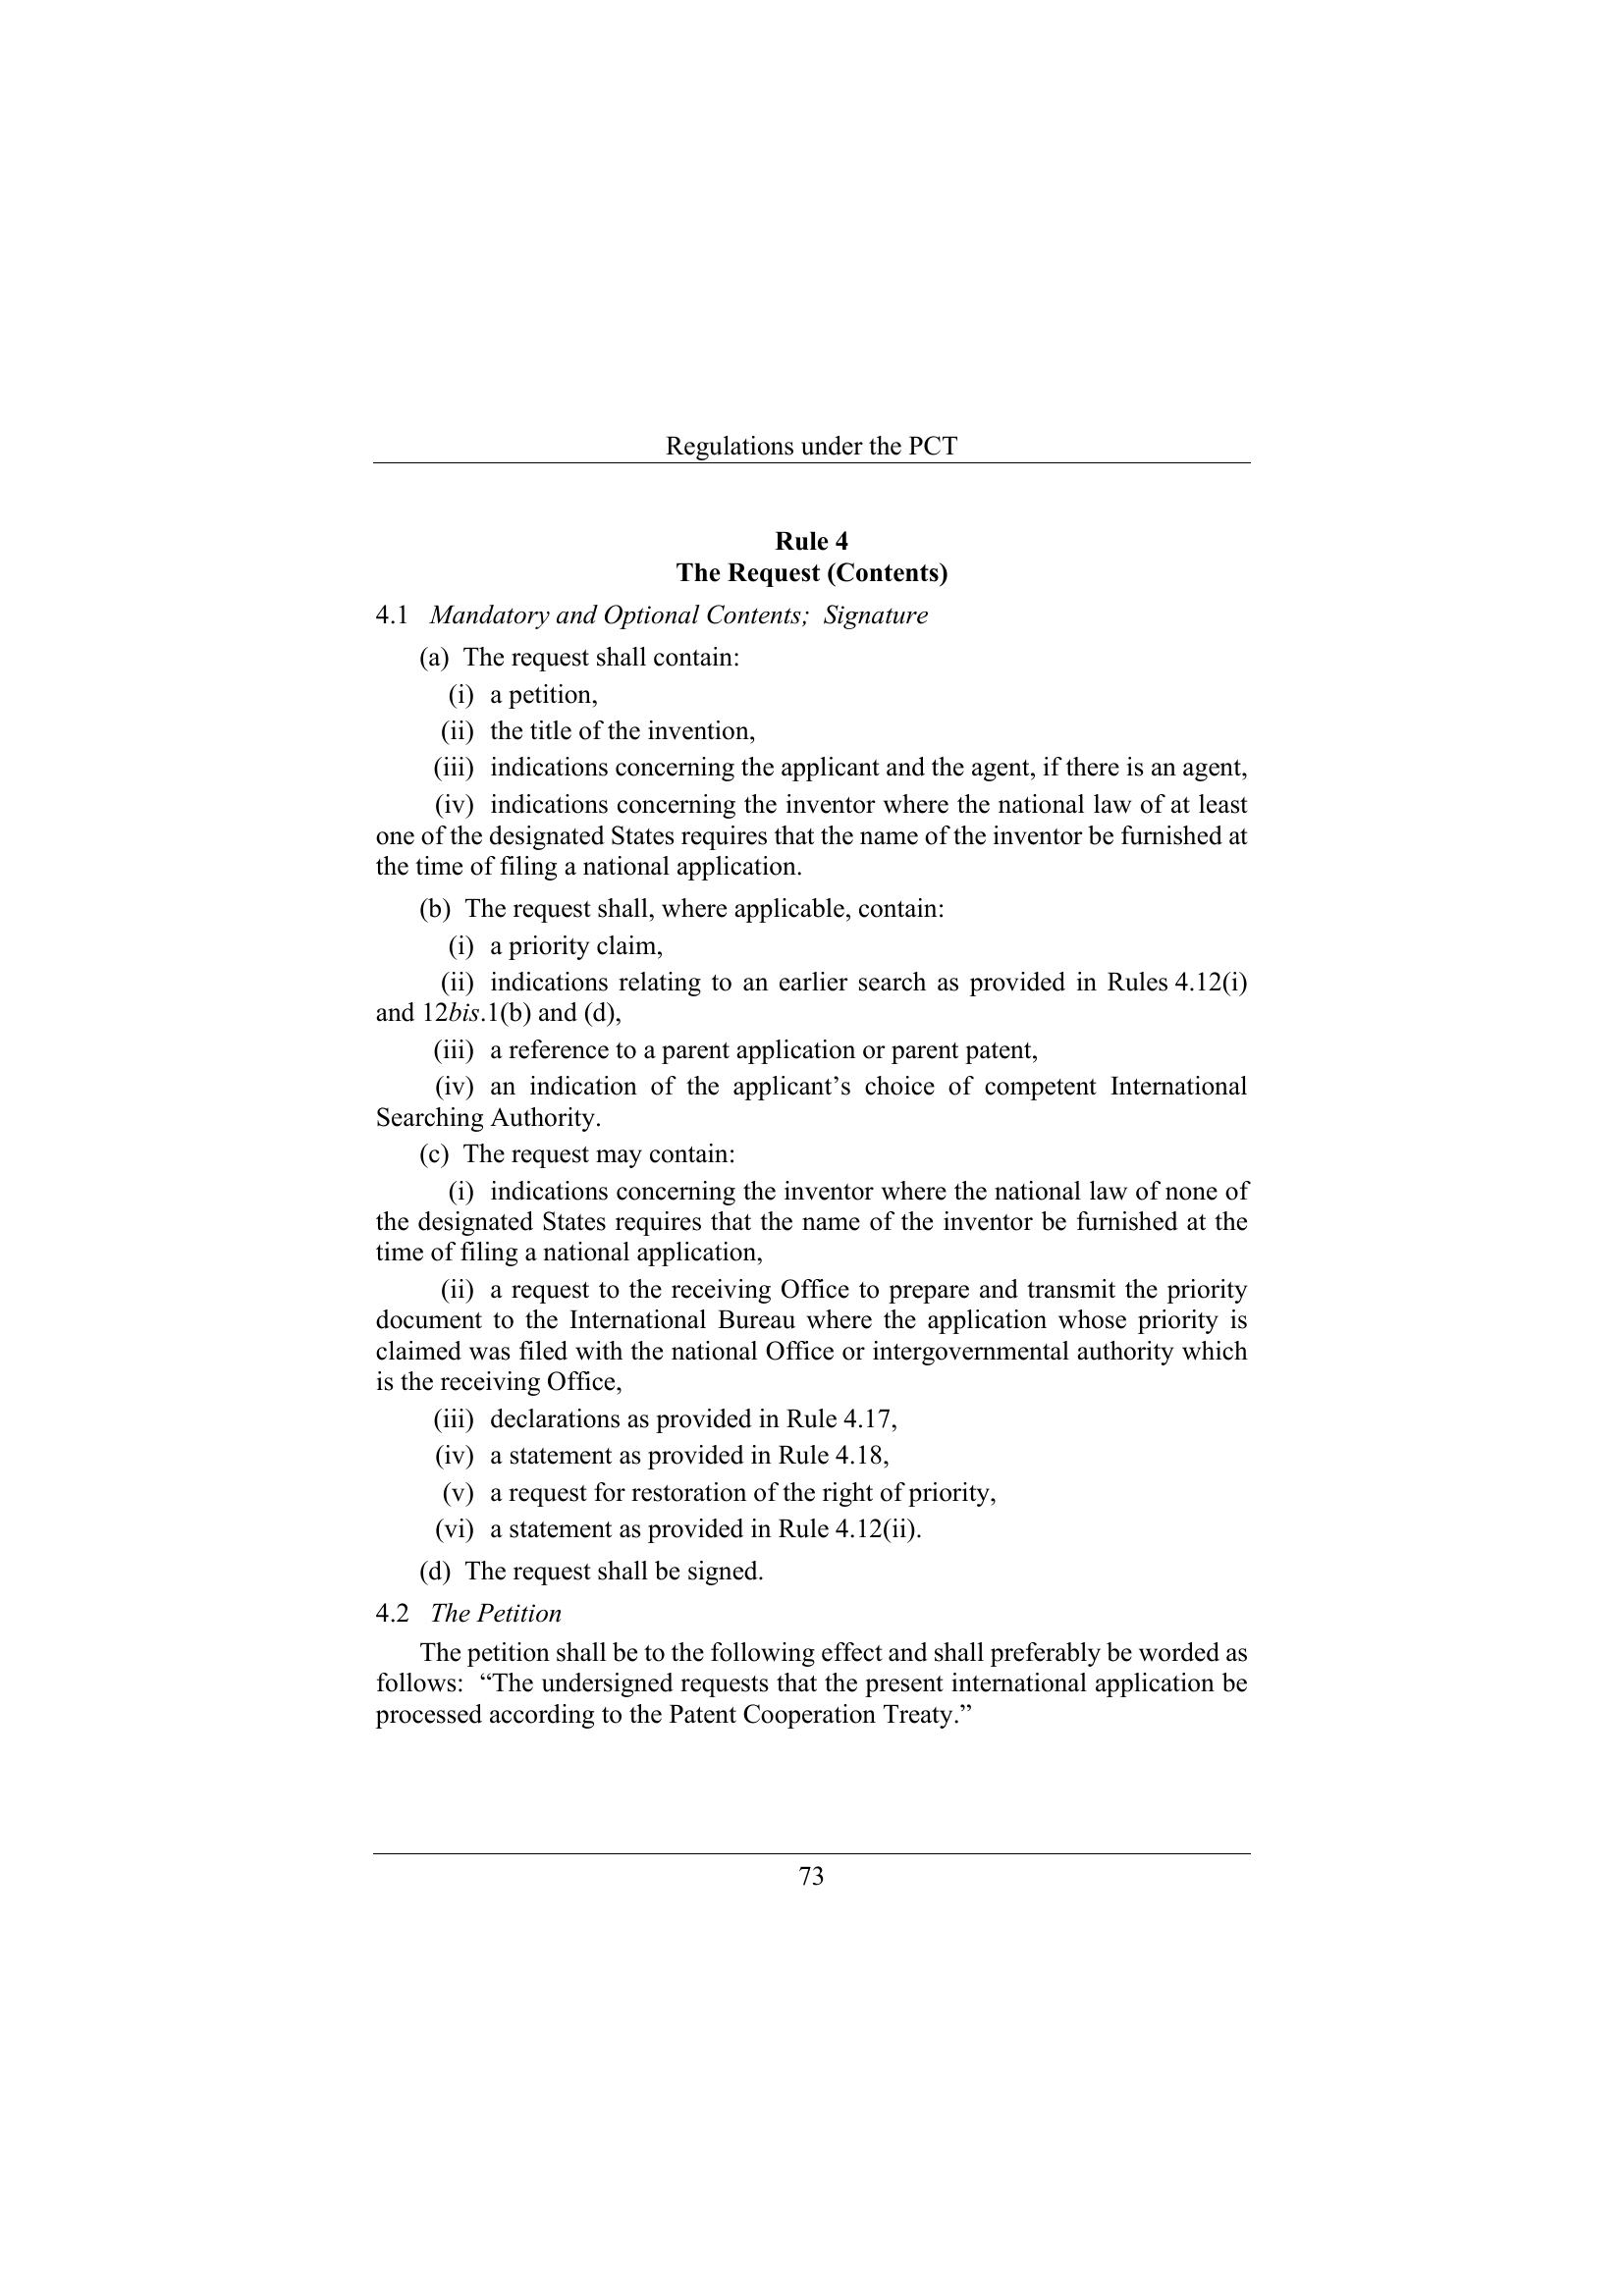 Regulations under the PCT
Rule 4
The Request (Contents)
4.1 Mandatory and Optional Contents; Signature
(a) The request shall contain:
(i) a petition,
(ii) the title of the invention,
(iii) indications concerning the applicant and the agent, if there is an agent,
(iv) indications concerning the inventor where the national law of at least
one of the designated States requires that the name of the inventor be furnished at
the time of filing a national application.
(b) The request shall, where applicable, contain:
(i) a priority claim,
(ii) indications relating to an earlier search as provided in Rules 4.12(i)
and 12bis.1(b) and (d),
(iii) a reference to a parent application or parent patent,
(iv) an indication of the applicant’s choice of competent International
Searching Authority.
(c) The request may contain:
(i) indications concerning the inventor where the national law of none of
the designated States requires that the name of the inventor be furnished at the
time of filing a national application,
(ii) a request to the receiving Office to prepare and transmit the priority
document to the International Bureau where the application whose priority is
claimed was filed with the national Office or intergovernmental authority which
is the receiving Office,
(iii) declarations as provided in Rule 4.17,
(iv) a statement as provided in Rule 4.18,
(v) a request for restoration of the right of priority,
(vi) a statement as provided in Rule 4.12(ii).
(d) The request shall be signed.
4.2 The Petition
The petition shall be to the following effect and shall preferably be worded as
follows: “The undersigned requests that the present international application be
processed according to the Patent Cooperation Treaty.”
73